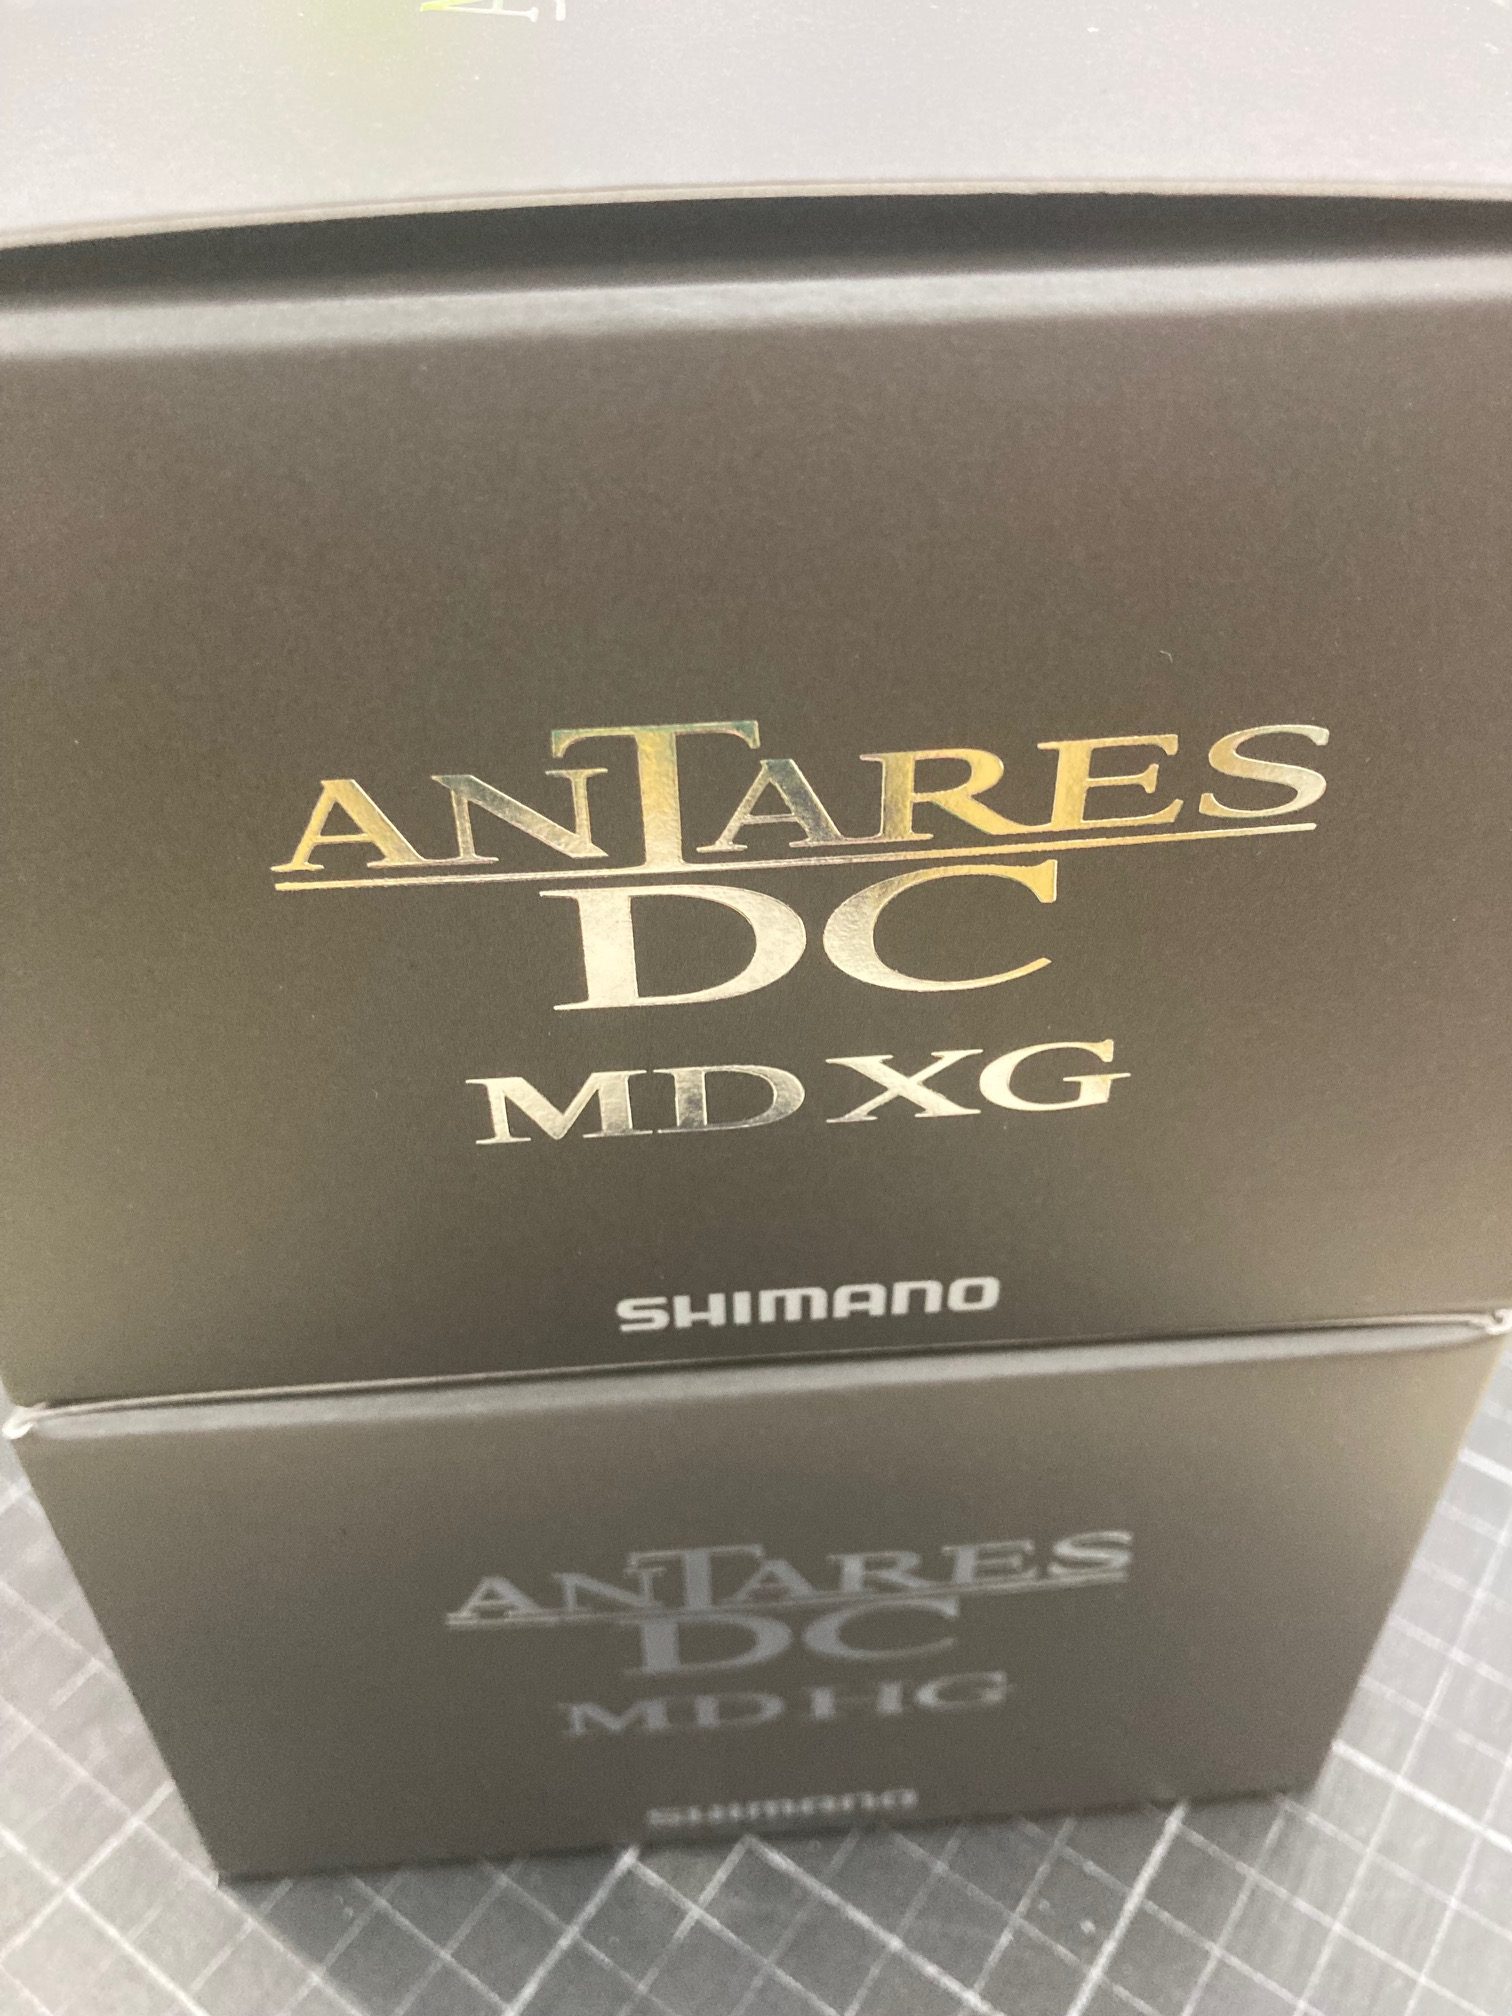 ANTARES
DC
MD XG
SHIMANO
ANTARES
DC
MD HG
SHIMANO